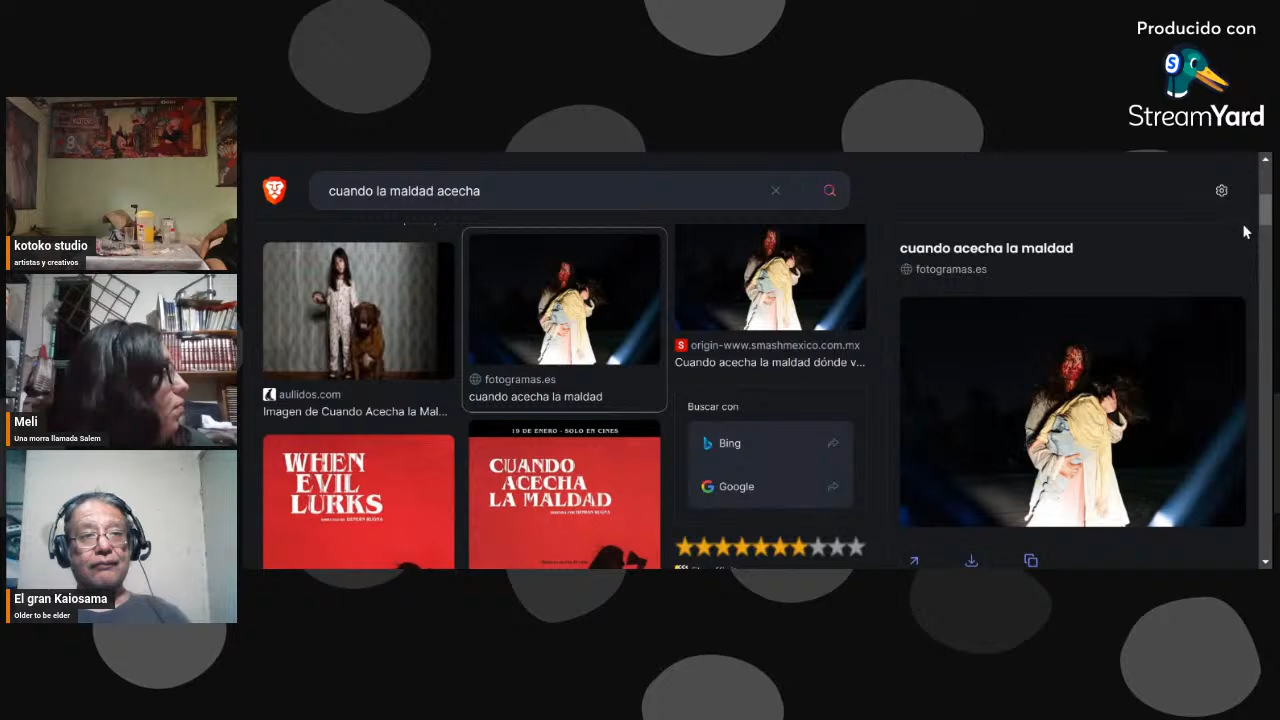 Producido con
StreamYard
kotoko studio
artistas y creativos
Meli
Una morra llamada Salem
El gran Kaiosama
Older to be elder
cuando la maldad acecha
aullidos.com
Imagen de Cuando Acecha la Mal...
fotogramas.es
cuando acecha la maldad
origin-www.smashmexico.com.mx
Cuando acecha la maldad dónde v...
Buscar con
Bing
Google
WHEN
EVIL
LURKS
19 DE ENERO - SOLO EN CINES
CUANDO
ACECHA
LA MALDAD
cuando acecha la maldad
fotogramas.es